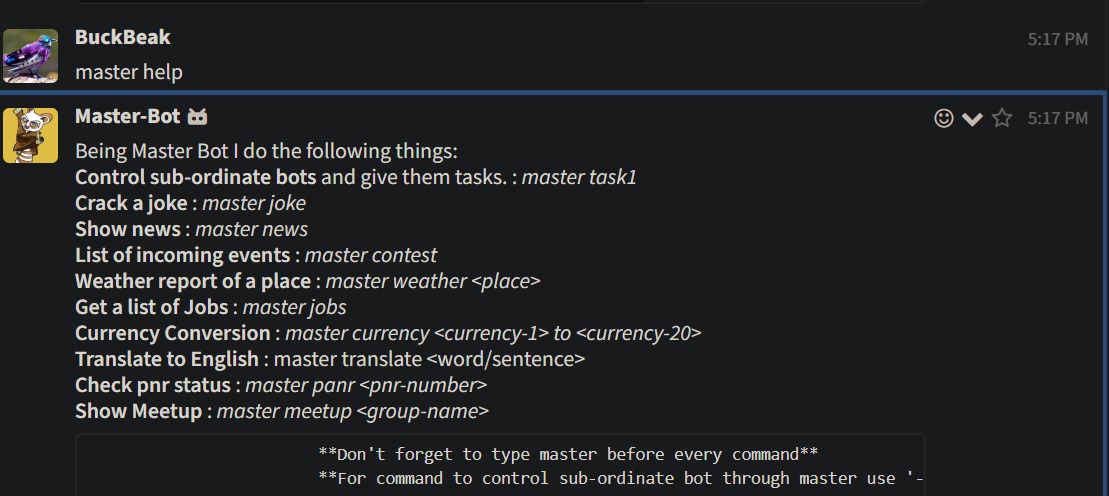 BuckBeak 5:17 PM
master help
Master-Bot 5:17 PM
Being Master Bot I do the following things:
Control sub-ordinate bots and give them tasks. : master task1
Crack a joke : master joke
Show news : master news
List of incoming events : master contest
Weather report of a place : master weather <place>
Get a list of Jobs : master jobs
Currency Conversion : master currency <currency-1> to <currency-20>
Translate to English : master translate <word/sentence>
Check pnr status : master panr <pnr-number>
Show Meetup : master meetup <group-name>
**Don't forget to type master before every command**
**For command to control sub-ordinate bot through master use '-